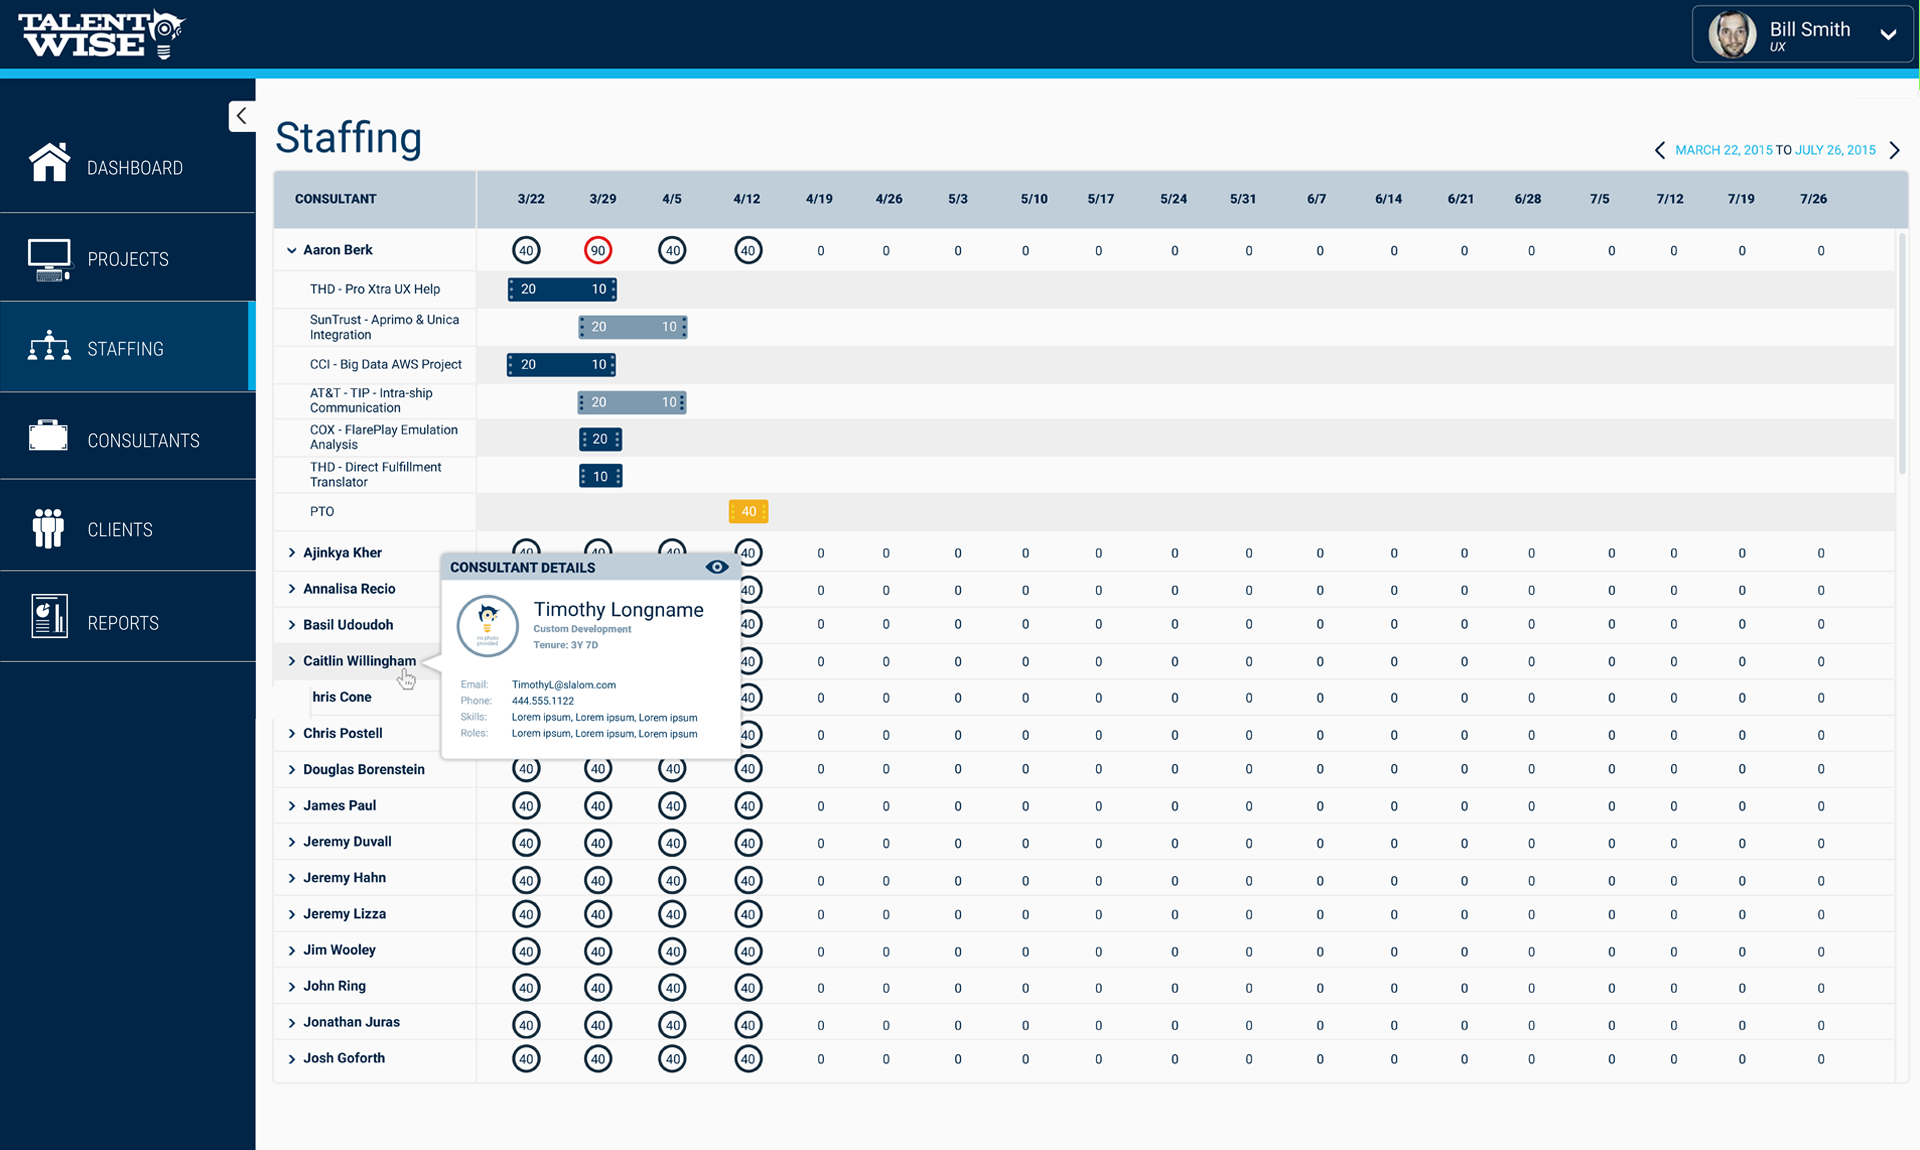 TALENT
WISE
Bill Smith
UX
DASHBOARD
PROJECTS
STAFFING
CONSULTANTS
CLIENTS
REPORTS
Staffing
MARCH 22, 2015 TO JULY 26, 2015
CONSULTANT 3/22 3/29 4/5 4/12 4/19 4/26 5/3 5/10 5/17 5/24 5/31 6/7 6/14 6/21 6/28 7/5 7/12 7/19 7/26
Aaron Berk 40 90 40 40 0 0 0 0 0 0 0 0 0 0 0 0 0 0 0
THD - Pro Xtra UX Help 20 10
SunTrust - Aprimo & Unica
Integration 20 10
CCI - Big Data AWS Project 20 10
AT&T - TIP - Intra-ship
Communication 20 10
COX - FlarePlay Emulation
Analysis 20
THD - Direct Fulfillment
Translator 10
PTO 40
Ajinkya Kher 40 40 40 40 0 0 0 0 0 0 0 0 0 0 0 0 0 0 0
Annalisa Recio 40 0 0 0 0 0 0 0 0 0 0 0 0 0 0 0
Basil Udoudoh 40 0 0 0 0 0 0 0 0 0 0 0 0 0 0 0
Caitlin Willingham 40 0 0 0 0 0 0 0 0 0 0 0 0 0 0 0
hris Cone 40 0 0 0 0 0 0 0 0 0 0 0 0 0 0 0
Chris Postell 40 0 0 0 0 0 0 0 0 0 0 0 0 0 0 0
CONSULTANT DETAILS
no photo
provided
Timothy Longname
Custom Development
Tenure: 3Y 7D
Email: TimothyL@slalom.com
Phone: 444.555.1122
Skills: Lorem ipsum, Lorem ipsum, Lorem ipsum
Roles: Lorem ipsum, Lorem ipsum, Lorem ipsum
Douglas Borenstein 40 40 40 40 0 0 0 0 0 0 0 0 0 0 0 0 0 0 0
James Paul 40 40 40 40 0 0 0 0 0 0 0 0 0 0 0 0 0 0 0
Jeremy Duvall 40 40 40 40 0 0 0 0 0 0 0 0 0 0 0 0 0 0 0
Jeremy Hahn 40 40 40 40 0 0 0 0 0 0 0 0 0 0 0 0 0 0 0
Jeremy Lizza 40 40 40 40 0 0 0 0 0 0 0 0 0 0 0 0 0 0 0
Jim Wooley 40 40 40 40 0 0 0 0 0 0 0 0 0 0 0 0 0 0 0
John Ring 40 40 40 40 0 0 0 0 0 0 0 0 0 0 0 0 0 0 0
Jonathan Juras 40 40 40 40 0 0 0 0 0 0 0 0 0 0 0 0 0 0 0
Josh Goforth 40 40 40 40 0 0 0 0 0 0 0 0 0 0 0 0 0 0 0